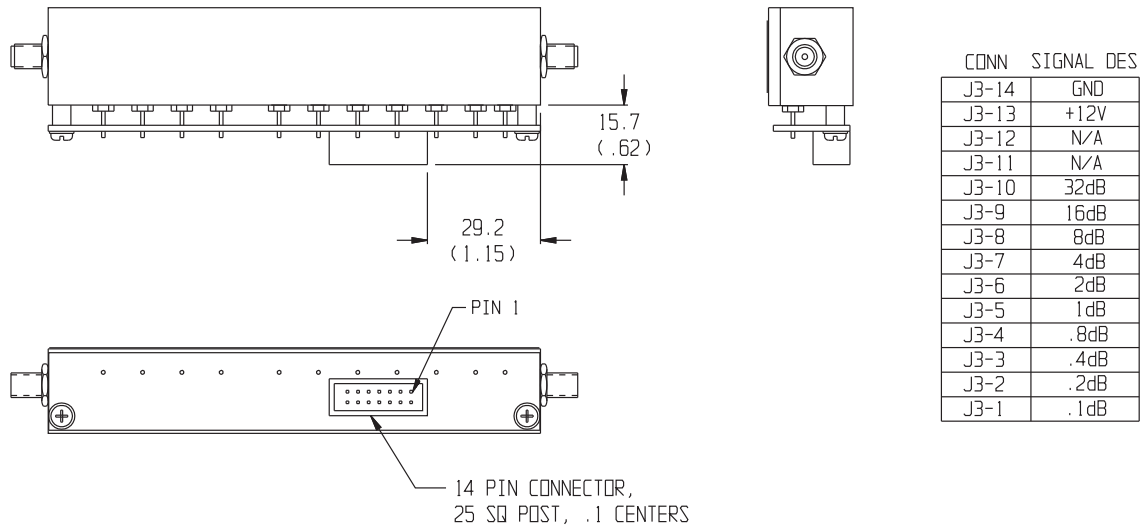 15.7
(.62)
29.2
(1.15)
PIN 1
14 PIN CONNECTOR,
25 SQ POST, .1 CENTERS
CONN SIGNAL DES
J3-14 GND
J3-13 +12V
J3-12 N/A
J3-11 N/A
J3-10 32dB
J3-9 16dB
J3-8 8dB
J3-7 4dB
J3-6 2dB
J3-5 1dB
J3-4 .8dB
J3-3 .4dB
J3-2 .2dB
J3-1 .1dB